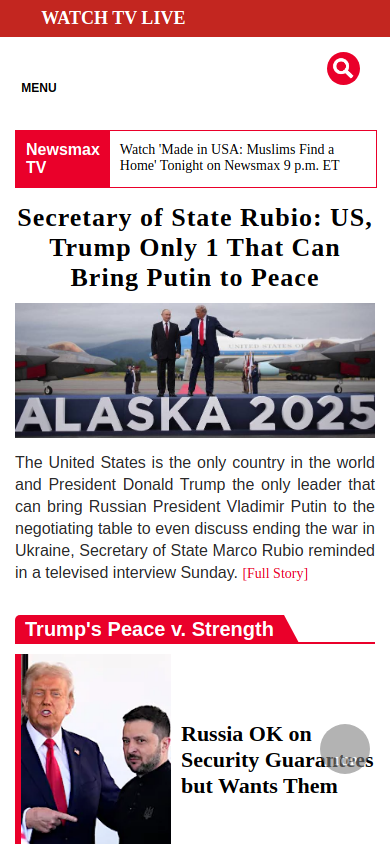 WATCH TV LIVE
MENU
Newsmax TV
Watch 'Made in USA: Muslims Find a
Home' Tonight on Newsmax 9 p.m. ET
Secretary of State Rubio: US,
Trump Only 1 That Can
Bring Putin to Peace
ALASKA 2025
The United States is the only country in the world
and President Donald Trump the only leader that
can bring Russian President Vladimir Putin to the
negotiating table to even discuss ending the war in
Ukraine, Secretary of State Marco Rubio reminded
in a televised interview Sunday. [Full Story]
Trump's Peace v. Strength
Russia OK on
Security Guarantees
but Wants Them